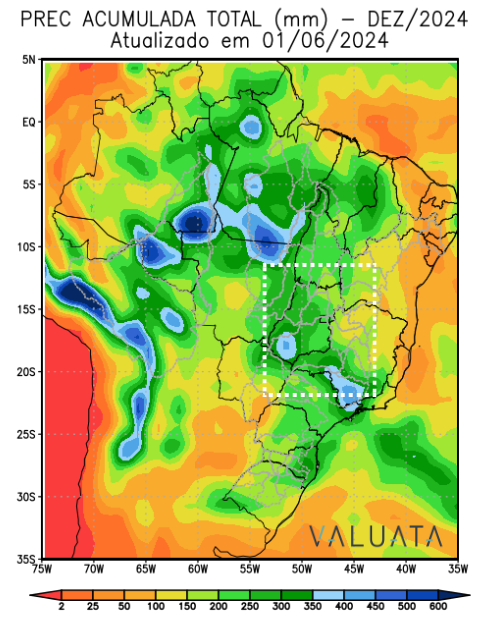 PREC ACUMULADA TOTAL (mm) – DEZ/2024
Atualizado em 01/06/2024
5N
EQ
5S
10S
15S
20S
25S
30S
35S
VALUATA
75W 70W 65W 60W 55W 50W 45W 40W 35W
2 25 50 100 150 200 250 300 350 400 450 500 600